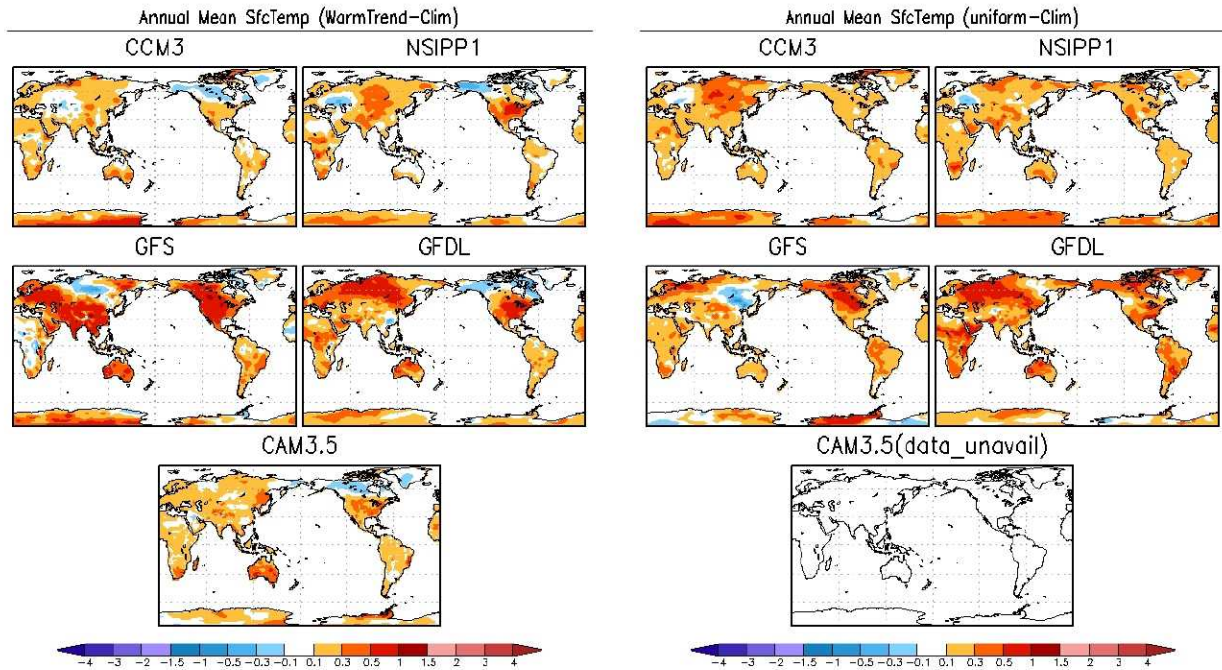 Annual Mean SfcTemp (WarmTrend-Clim)
CCM3 NSIPP1
GFS GFDL
CAM3.5
-4 -3 -2 -1.5 -1 -0.5 -0.3 -0.1 0.1 0.3 0.5 1 1.5 2 3 4
Annual Mean SfcTemp (uniform-Clim)
CCM3 NSIPP1
GFS GFDL
CAM3.5(data_unavail)
-4 -3 -2 -1.5 -1 -0.5 -0.3 -0.1 0.1 0.3 0.5 1 1.5 2 3 4